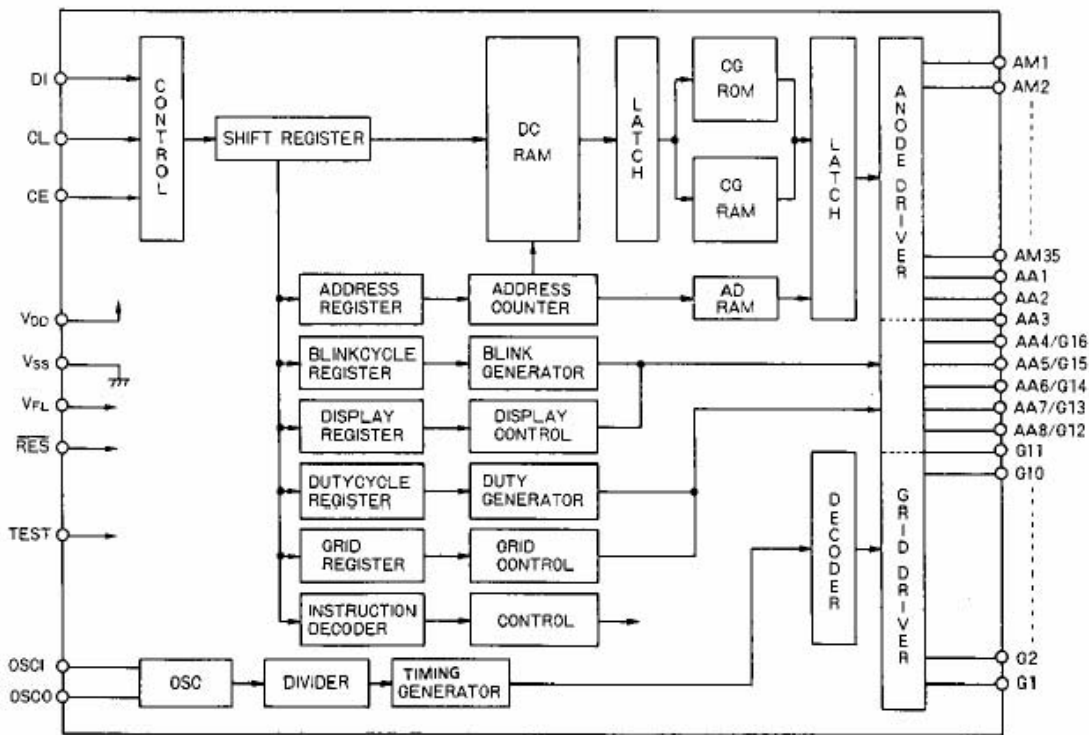 DI
CL
CE
VDD
VSS
VFL
RES
TEST
OSCI
OSCO
CONTROL
SHIFT REGISTER
DC
RAM
LATCH
CG
ROM
CG
RAM
LATCH
ANODE DRIVER
ADDRESS
REGISTER
ADDRESS
COUNTER
AD
RAM
BLINKCYCLE
REGISTER
BLINK
GENERATOR
DISPLAY
REGISTER
DISPLAY
CONTROL
DUTYCYCLE
REGISTER
DUTY
GENERATOR
GRID
REGISTER
GRID
CONTROL
INSTRUCTION
DECODER
CONTROL
DECODER
GRID DRIVER
OSC
DIVIDER
TIMING
GENERATOR
AM1
AM2
AM35
AA1
AA2
AA3
AA4/G16
AA5/G15
AA6/G14
AA7/G13
AA8/G12
G11
G10
G2
G1